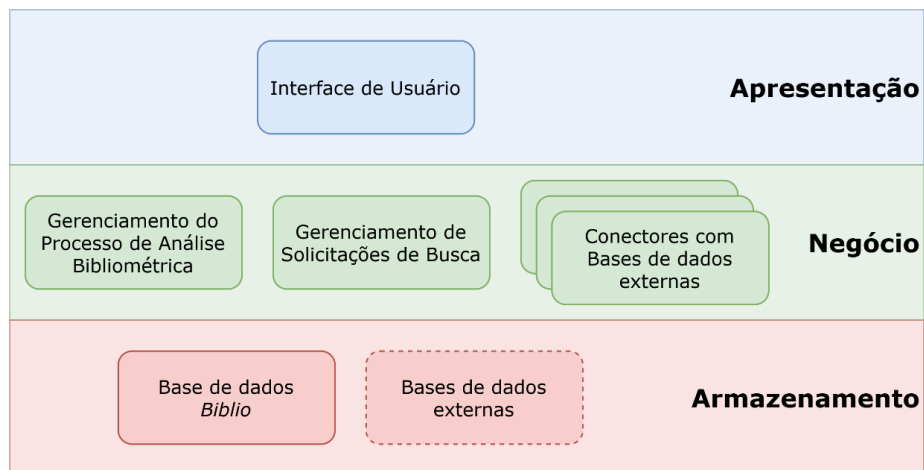 Interface de Usuário
Apresentação
Gerenciamento do
Processo de Análise
Bibliométrica
Gerenciamento de
Solicitações de Busca
Conectores com
Bases de dados
externas
Negócio
Base de dados
Biblio
Bases de dados
externas
Armazenamento